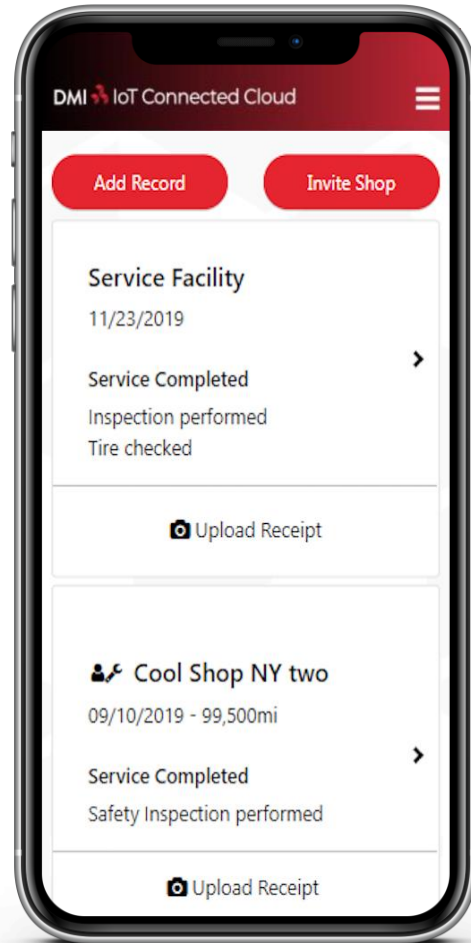 DMI IoT Connected Cloud
Add Record
Invite Shop
Service Facility
11/23/2019
Service Completed
Inspection performed
Tire checked
Upload Receipt
Cool Shop NY two
09/10/2019 - 99,500mi
Service Completed
Safety Inspection performed
Upload Receipt